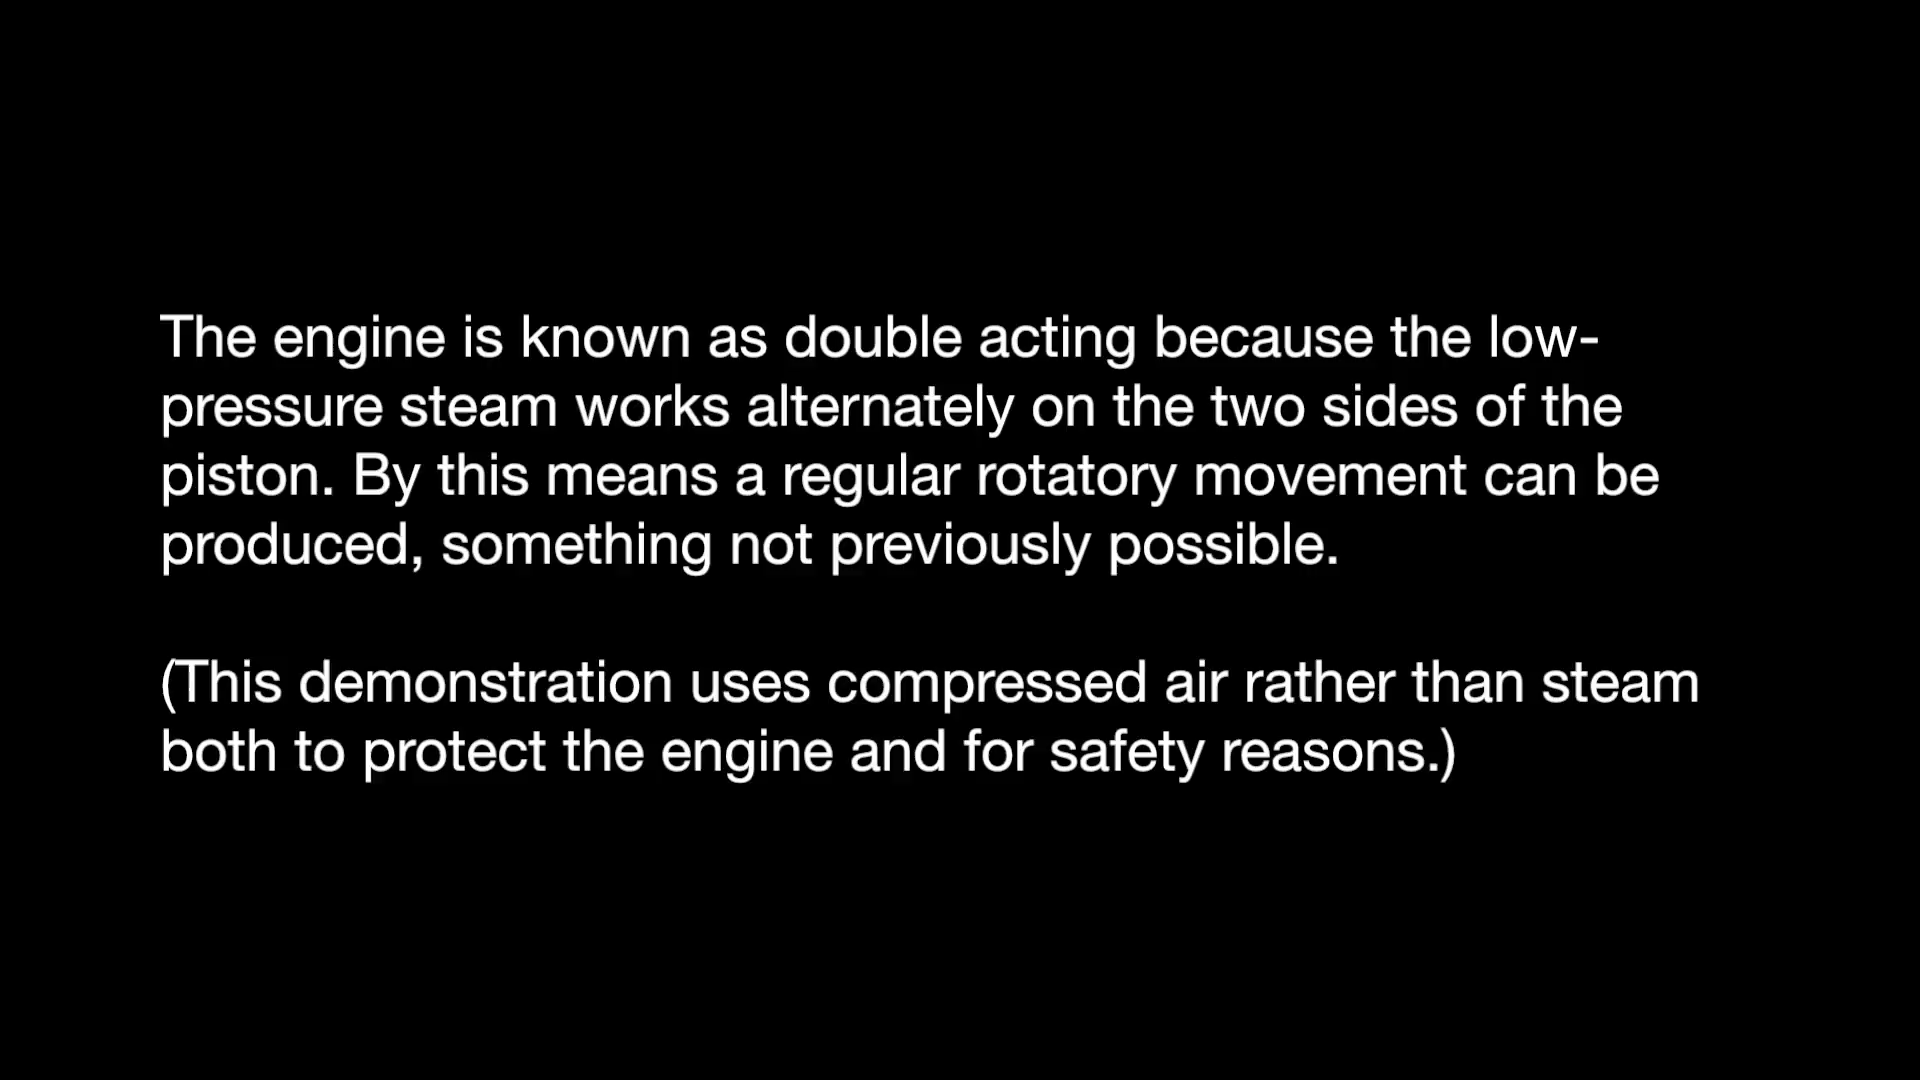 The engine is known as double acting because the low-
pressure steam works alternately on the two sides of the
piston. By this means a regular rotatory movement can be
produced, something not previously possible.
(This demonstration uses compressed air rather than steam
both to protect the engine and for safety reasons.)